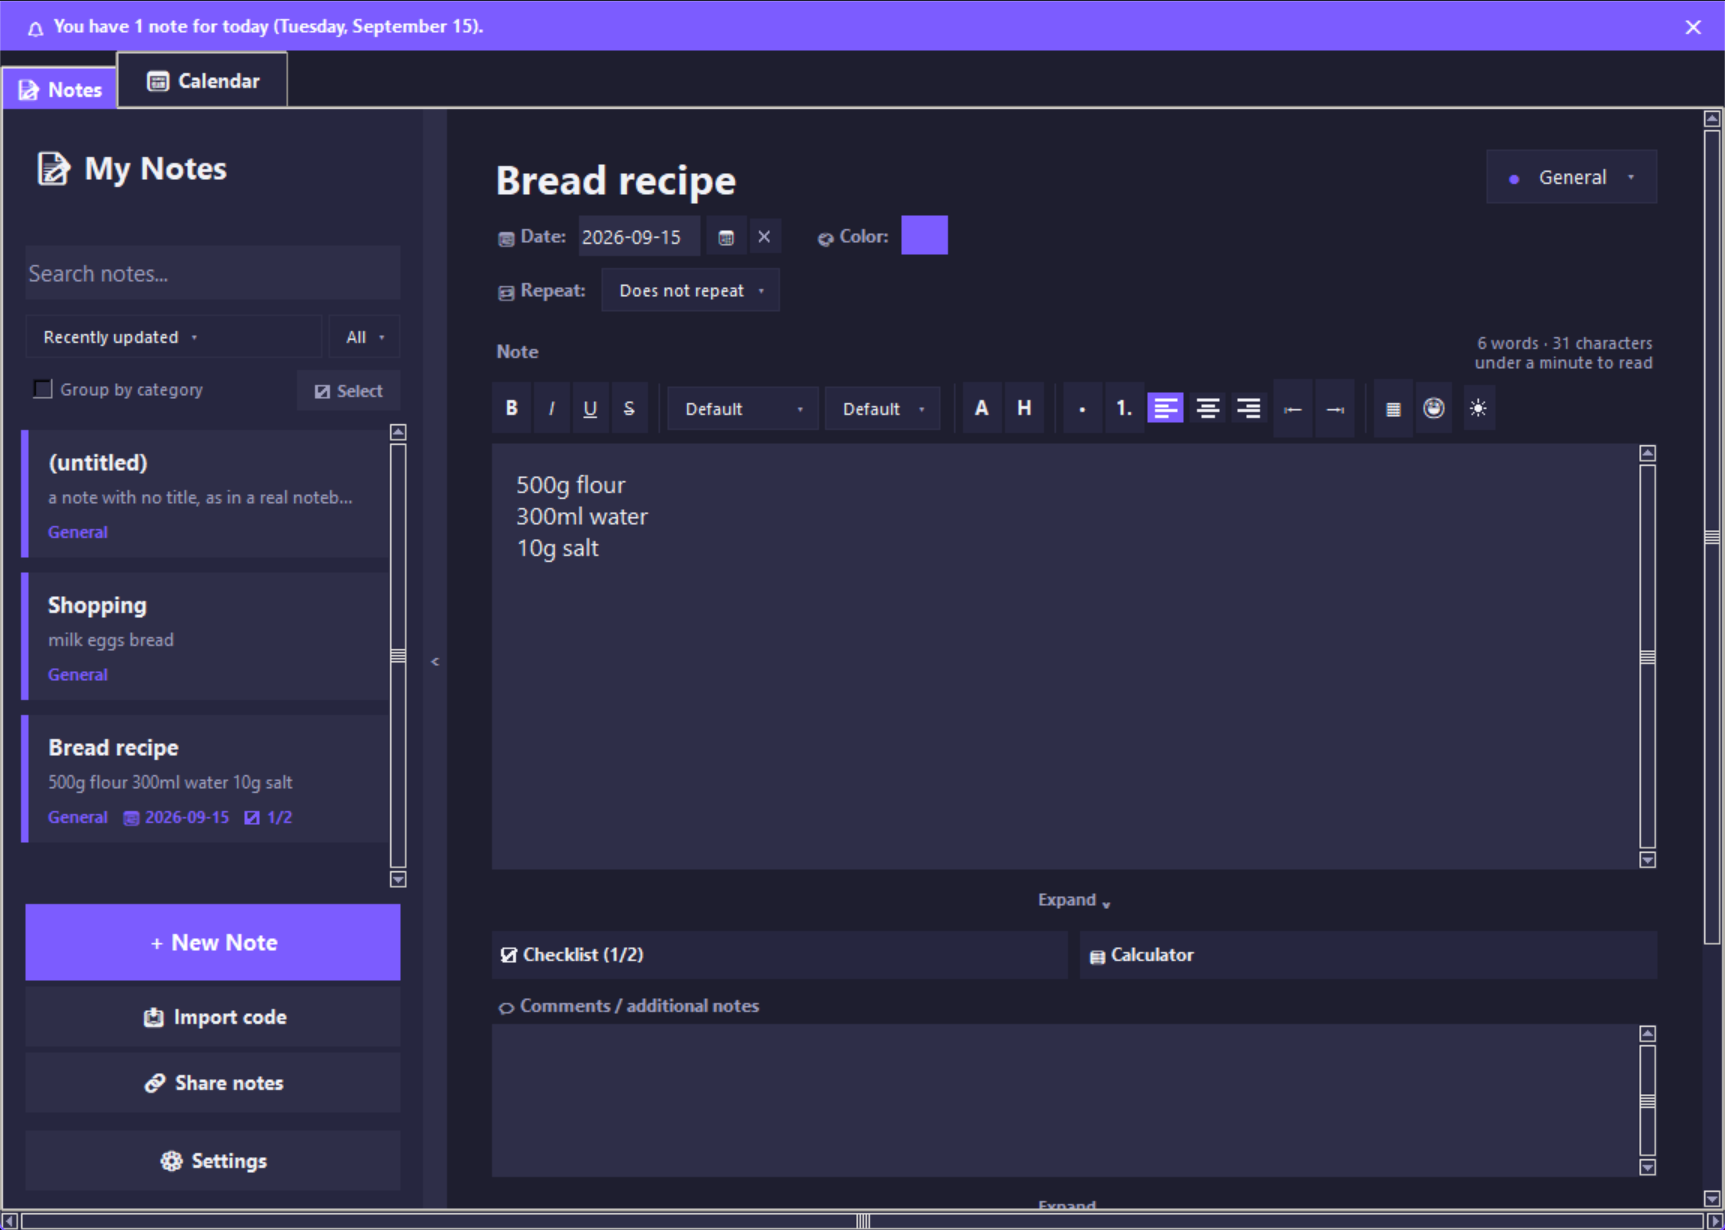 You have 1 note for today (Tuesday, September 15).
Notes
Calendar
My Notes
Search notes...
Recently updated
All
Group by category
Select
(untitled)
a note with no title, as in a real noteb...
General
Shopping
milk eggs bread
General
Bread recipe
500g flour 300ml water 10g salt
General 2026-09-15 1/2
+ New Note
Import code
Share notes
Settings
<
Bread recipe
General
Date: 2026-09-15
Color:
Repeat: Does not repeat
Note
6 words · 31 characters
under a minute to read
B I U S Default Default A H • 1.
500g flour
300ml water
10g salt
Expand
Checklist (1/2)
Calculator
Comments / additional notes
Expand